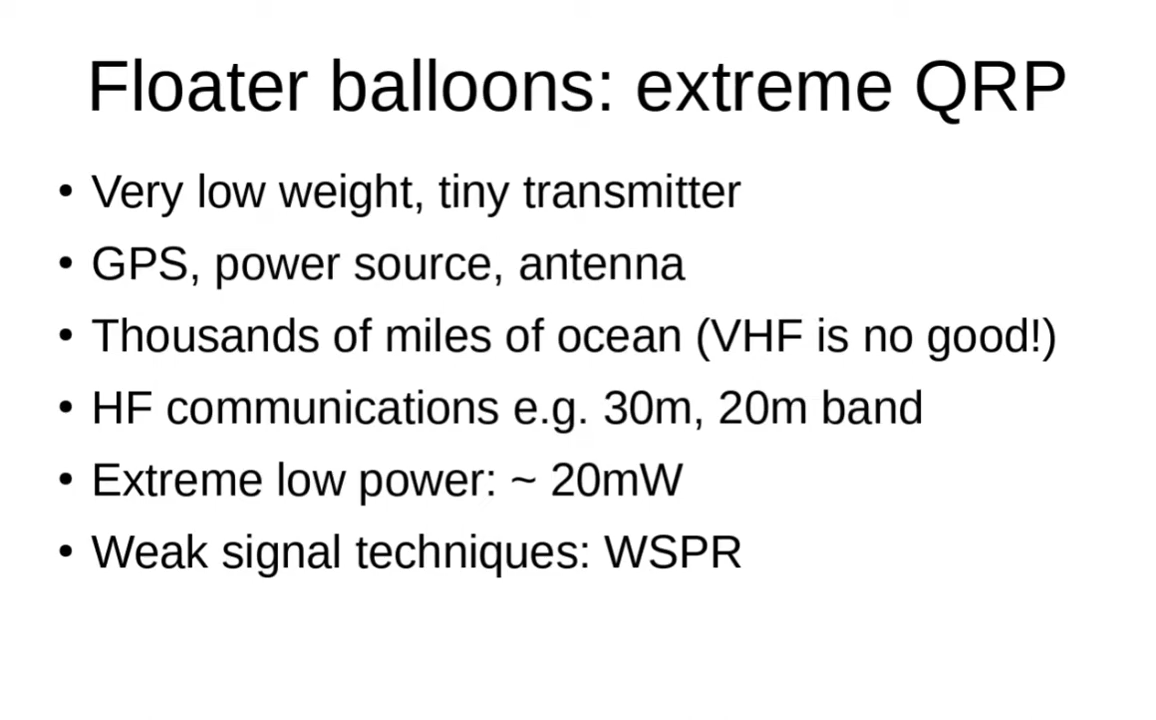 Floater balloons: extreme QRP
• Very low weight, tiny transmitter
• GPS, power source, antenna
• Thousands of miles of ocean (VHF is no good!)
• HF communications e.g. 30m, 20m band
• Extreme low power: ~ 20mW
• Weak signal techniques: WSPR